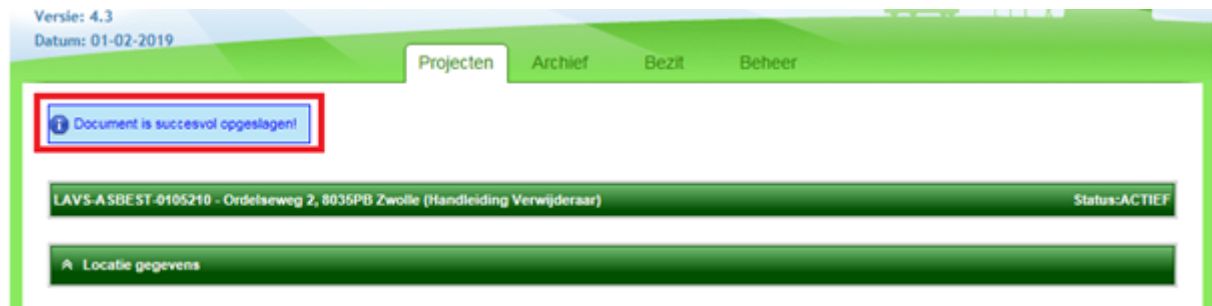 Versie: 4.3
Datum: 01-02-2019
Projecten Archief Bezit Beheer
Document is succesvol opgeslagen!
LAVS-ASBEST-0105210 - Ordelseweg 2, 8035PB Zwolle (Handleiding Verwijderaar) Status:ACTIEF
Locatie gegevens